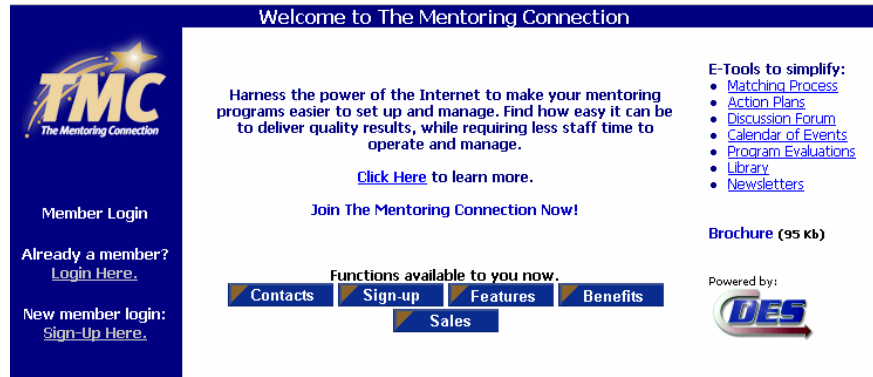 Welcome to The Mentoring Connection
TMC
The Mentoring Connection
Member Login
Already a member?
Login Here.
New member login:
Sign-Up Here.
Harness the power of the Internet to make your mentoring
programs easier to set up and manage. Find how easy it can be
to deliver quality results, while requiring less staff time to
operate and manage.
Click Here to learn more.
Join The Mentoring Connection Now!
Functions available to you now.
Contacts Sign-up Features Benefits
Sales
E-Tools to simplify:
• Matching Process
• Action Plans
• Discussion Forum
• Calendar of Events
• Program Evaluations
• Library
• Newsletters
Brochure (95 Kb)
Powered by:
DES